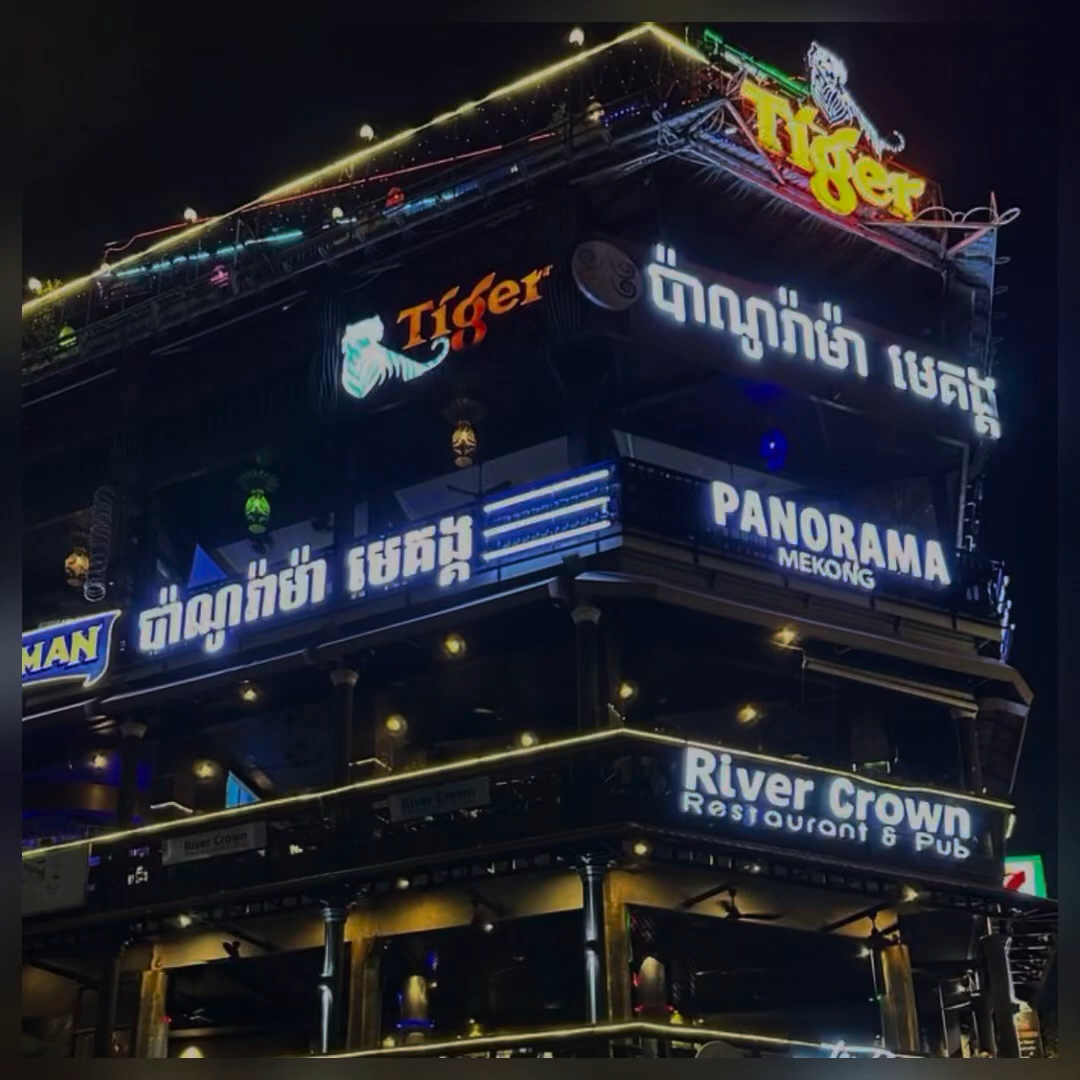 Tiger
Tiger
ប៉ាណូរ៉ាម៉ា មេគង្គ
PANORAMA
MEKONG
ប៉ាណូរ៉ាម៉ា មេគង្គ
MAN
River Crown
Restaurant & Pub
River Crown
River Crown